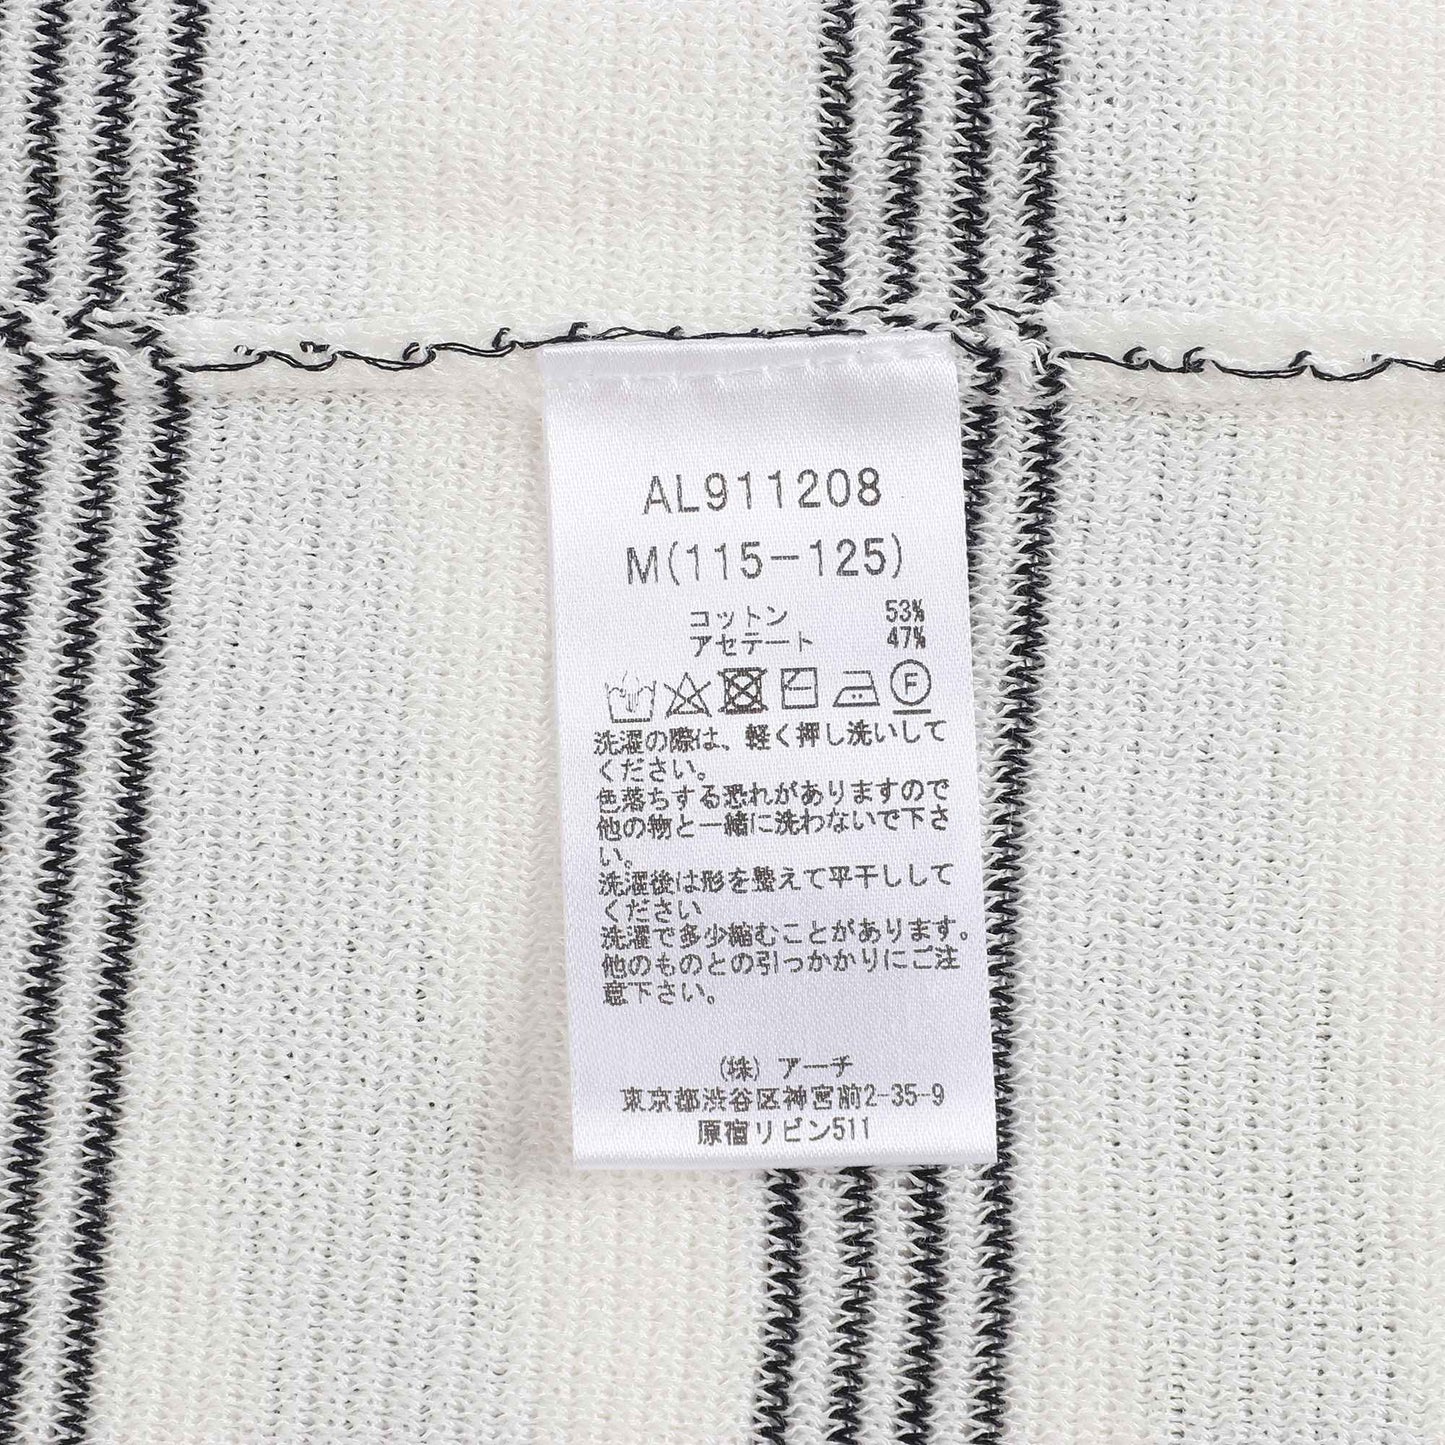 AL911208
M(115-125)
コットン 53%
アセテート 47%
F
洗濯の際は、軽く押し洗いして
ください。
色落ちする恐れがありますので
他の物と一緒に洗わないで下さ
い。
洗濯後は形を整えて平干しして
ください
洗濯で多少縮むことがあります。
他のものとの引っかかりにご注
意下さい。
(株) アーチ
東京都渋谷区神宮前2-35-9
原宿リビン511